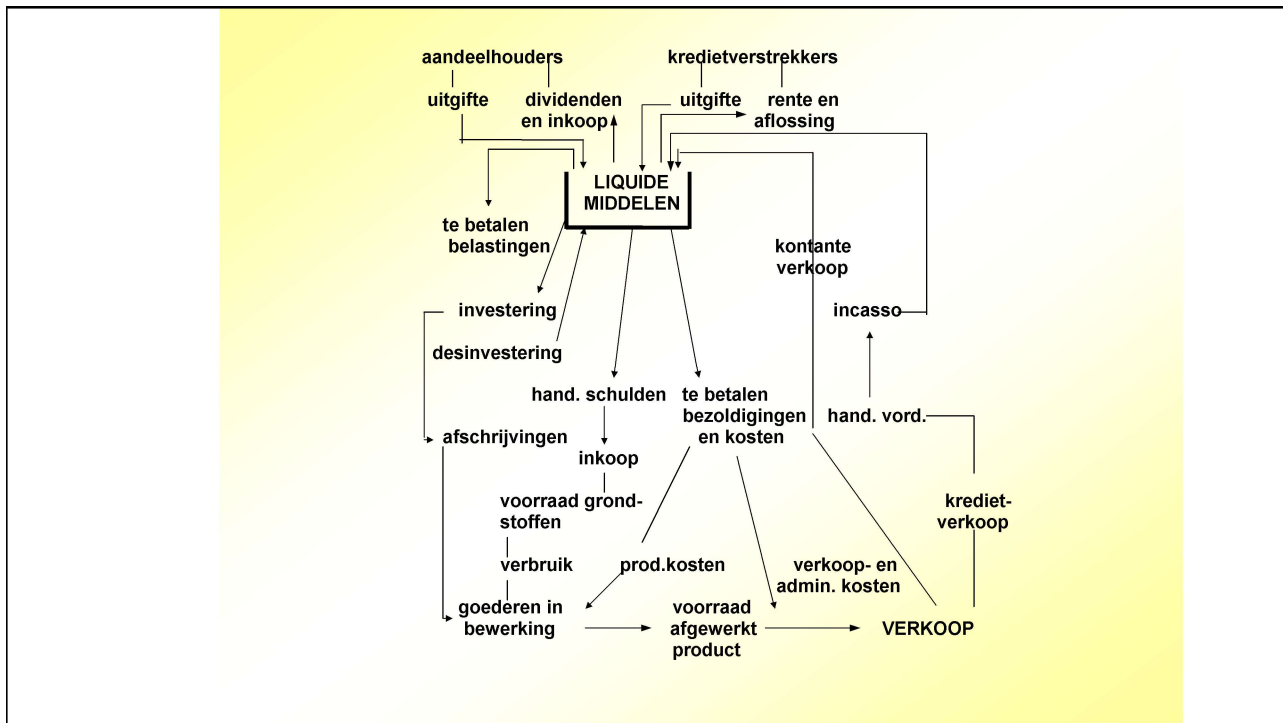 aandeelhouders
kredietverstrekkers
uitgifte
dividenden
en inkoop
uitgifte
rente en
aflossing
LIQUIDE
MIDDELEN
te betalen
belastingen
kontante
verkoop
investering
incasso
desinvestering
hand. schulden
te betalen
bezoldigingen
en kosten
hand. vord.
afschrijvingen
inkoop
voorraad grond-
stoffen
krediet-
verkoop
verbruik
prod.kosten
verkoop- en
admin. kosten
goederen in
bewerking
voorraad
afgewerkt
product
VERKOOP